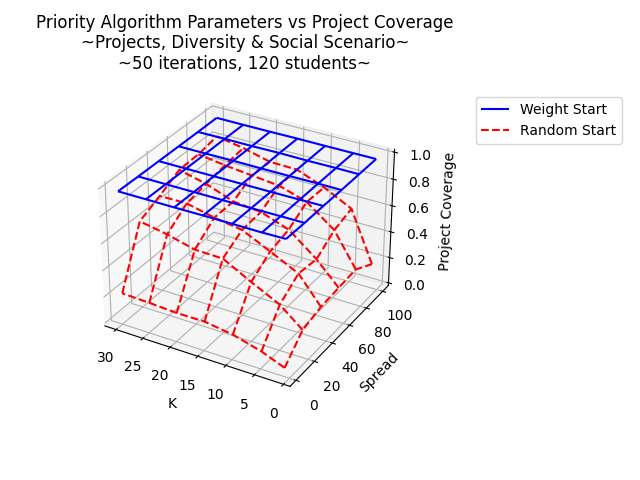 Priority Algorithm Parameters vs Project Coverage
~Projects, Diversity & Social Scenario~
~50 iterations, 120 students~
Weight Start
Random Start
1.0
0.8
0.6
0.4
0.2
0.0
Project Coverage
100
80
60
40
20
0
Spread
30
25
20
15
10
5
0
K